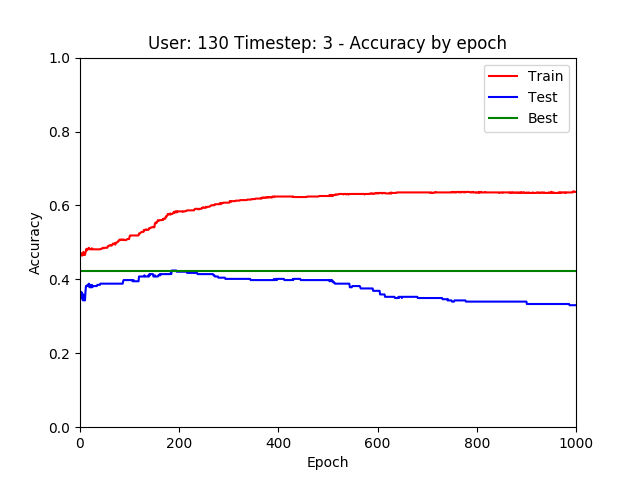 User: 130 Timestep: 3 - Accuracy by epoch
1.0
0.8
0.6
0.4
0.2
0.0
Accuracy
0 200 400 600 800 1000
Epoch
Train
Test
Best